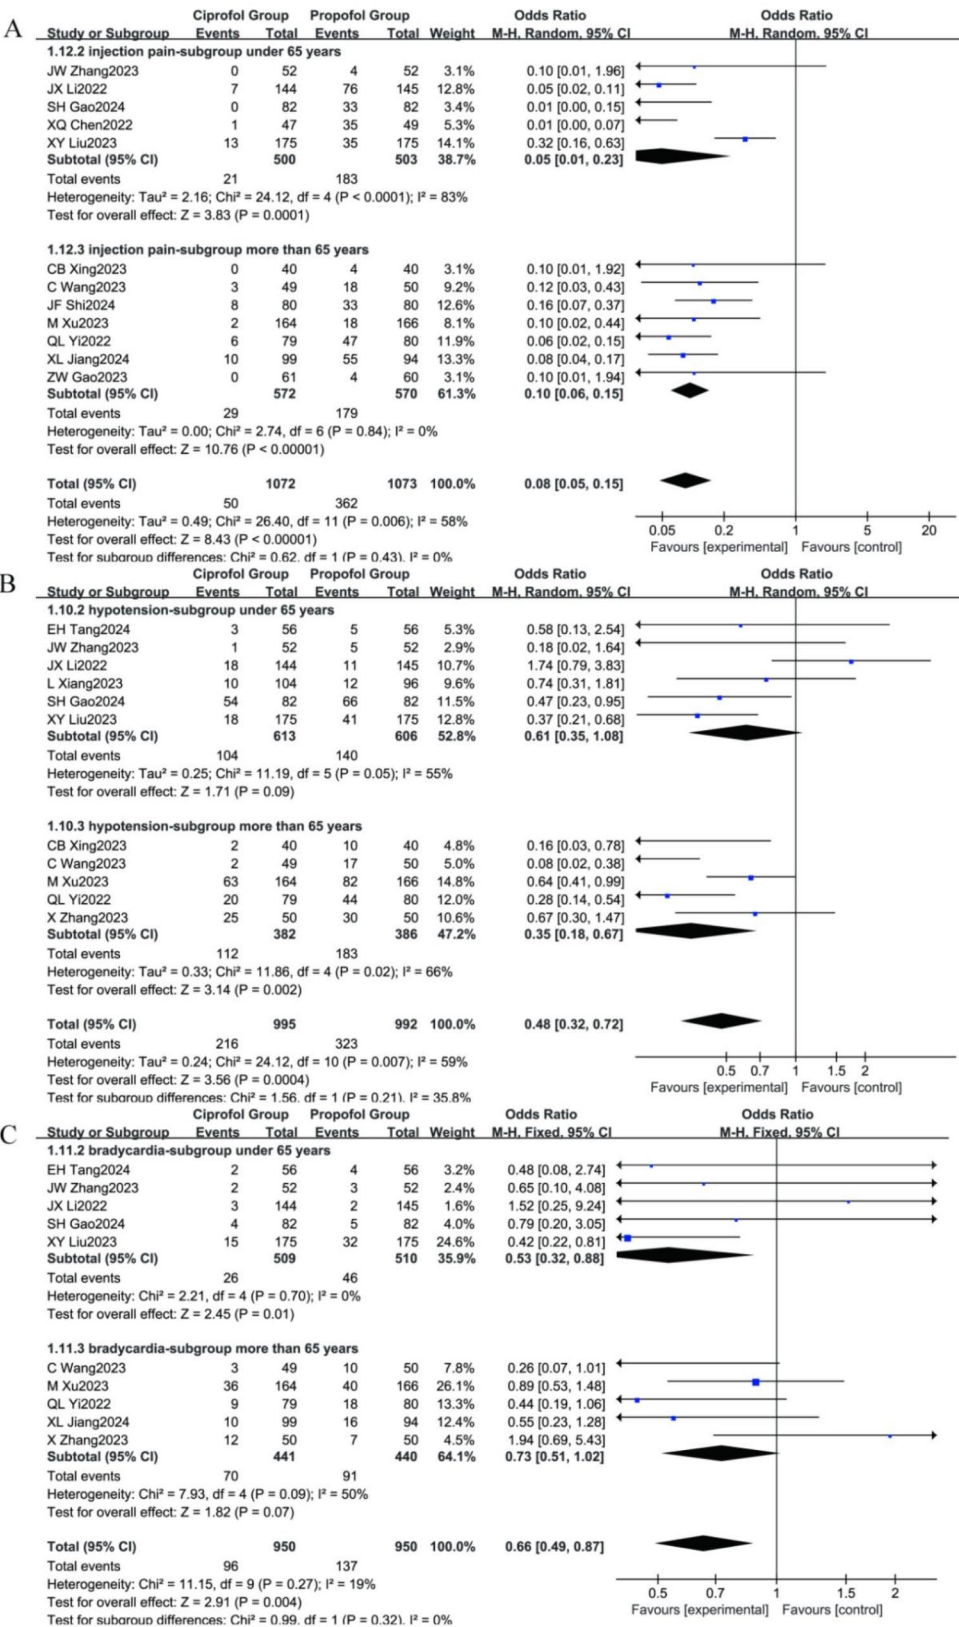 A
Ciprofol Group Propofol Group Odds Ratio Odds Ratio
Study or Subgroup Events Total Events Total Weight M-H, Random, 95% CI M-H, Random, 95% CI
1.12.2 injection pain-subgroup under 65 years
JW Zhang2023 0 52 4 52 3.1% 0.10 [0.01, 1.96]
JX Li2022 7 144 76 145 12.8% 0.05 [0.02, 0.11]
SH Gao2024 0 82 33 82 3.4% 0.01 [0.00, 0.15]
XQ Chen2022 1 47 35 49 5.3% 0.01 [0.00, 0.07]
XY Liu2023 13 175 35 175 14.1% 0.32 [0.16, 0.63]
Subtotal (95% CI) 500 503 38.7% 0.05 [0.01, 0.23]
Total events 21 183
Heterogeneity: Tau² = 2.16; Chi² = 24.12, df = 4 (P < 0.0001); I² = 83%
Test for overall effect: Z = 3.83 (P = 0.0001)
1.12.3 injection pain-subgroup more than 65 years
CB Xing2023 0 40 4 40 3.1% 0.10 [0.01, 1.92]
C Wang2023 3 49 18 50 9.2% 0.12 [0.03, 0.43]
JF Shi2024 8 80 33 80 12.6% 0.16 [0.07, 0.37]
M Xu2023 2 164 18 166 8.1% 0.10 [0.02, 0.44]
QL Yi2022 6 79 47 80 11.9% 0.06 [0.02, 0.15]
XL Jiang2024 10 99 55 94 13.3% 0.08 [0.04, 0.17]
ZW Gao2023 0 61 4 60 3.1% 0.10 [0.01, 1.94]
Subtotal (95% CI) 572 570 61.3% 0.10 [0.06, 0.15]
Total events 29 179
Heterogeneity: Tau² = 0.00; Chi² = 2.74, df = 6 (P = 0.84); I² = 0%
Test for overall effect: Z = 10.76 (P < 0.00001)
Total (95% CI) 1072 1073 100.0% 0.08 [0.05, 0.15]
Total events 50 362
Heterogeneity: Tau² = 0.49; Chi² = 26.40, df = 11 (P = 0.006); I² = 58%
Test for overall effect: Z = 8.43 (P < 0.00001)
Test for subgroup differences: Chi² = 0.62, df = 1 (P = 0.43), I² = 0%
0.05 0.2 1 5 20
Favours [experimental] Favours [control]
B
Ciprofol Group Propofol Group Odds Ratio Odds Ratio
Study or Subgroup Events Total Events Total Weight M-H, Random, 95% CI M-H, Random, 95% CI
1.10.2 hypotension-subgroup under 65 years
EH Tang2024 3 56 5 56 5.3% 0.58 [0.13, 2.54]
JW Zhang2023 1 52 5 52 2.9% 0.18 [0.02, 1.64]
JX Li2022 18 144 11 145 10.7% 1.74 [0.79, 3.83]
L Xiang2023 10 104 12 96 9.6% 0.74 [0.31, 1.81]
SH Gao2024 54 82 66 82 11.5% 0.47 [0.23, 0.95]
XY Liu2023 18 175 41 175 12.8% 0.37 [0.21, 0.68]
Subtotal (95% CI) 613 606 52.8% 0.61 [0.35, 1.08]
Total events 104 140
Heterogeneity: Tau² = 0.25; Chi² = 11.19, df = 5 (P = 0.05); I² = 55%
Test for overall effect: Z = 1.71 (P = 0.09)
1.10.3 hypotension-subgroup more than 65 years
CB Xing2023 2 40 10 40 4.8% 0.16 [0.03, 0.78]
C Wang2023 2 49 17 50 5.0% 0.08 [0.02, 0.38]
M Xu2023 63 164 82 166 14.8% 0.64 [0.41, 0.99]
QL Yi2022 20 79 44 80 12.0% 0.28 [0.14, 0.54]
X Zhang2023 25 50 30 50 10.6% 0.67 [0.30, 1.47]
Subtotal (95% CI) 382 386 47.2% 0.35 [0.18, 0.67]
Total events 112 183
Heterogeneity: Tau² = 0.33; Chi² = 11.86, df = 4 (P = 0.02); I² = 66%
Test for overall effect: Z = 3.14 (P = 0.002)
Total (95% CI) 995 992 100.0% 0.48 [0.32, 0.72]
Total events 216 323
Heterogeneity: Tau² = 0.24; Chi² = 24.12, df = 10 (P = 0.007); I² = 59%
Test for overall effect: Z = 3.56 (P = 0.0004)
Test for subgroup differences: Chi² = 1.56, df = 1 (P = 0.21), I² = 35.8%
0.5 0.7 1 1.5 2
Favours [experimental] Favours [control]
C
Ciprofol Group Propofol Group Odds Ratio Odds Ratio
Study or Subgroup Events Total Events Total Weight M-H, Fixed, 95% CI M-H, Fixed, 95% CI
1.11.2 bradycardia-subgroup under 65 years
EH Tang2024 2 56 4 56 3.2% 0.48 [0.08, 2.74]
JW Zhang2023 2 52 3 52 2.4% 0.65 [0.10, 4.08]
JX Li2022 3 144 2 145 1.6% 1.52 [0.25, 9.24]
SH Gao2024 4 82 5 82 4.0% 0.79 [0.20, 3.05]
XY Liu2023 15 175 32 175 24.6% 0.42 [0.22, 0.81]
Subtotal (95% CI) 509 510 35.9% 0.53 [0.32, 0.88]
Total events 26 46
Heterogeneity: Chi² = 2.21, df = 4 (P = 0.70); I² = 0%
Test for overall effect: Z = 2.45 (P = 0.01)
1.11.3 bradycardia-subgroup more than 65 years
C Wang2023 3 49 10 50 7.8% 0.26 [0.07, 1.01]
M Xu2023 36 164 40 166 26.1% 0.89 [0.53, 1.48]
QL Yi2022 9 79 18 80 13.3% 0.44 [0.19, 1.06]
XL Jiang2024 10 99 16 94 12.4% 0.55 [0.23, 1.28]
X Zhang2023 12 50 7 50 4.5% 1.94 [0.69, 5.43]
Subtotal (95% CI) 441 440 64.1% 0.73 [0.51, 1.02]
Total events 70 91
Heterogeneity: Chi² = 7.93, df = 4 (P = 0.09); I² = 50%
Test for overall effect: Z = 1.82 (P = 0.07)
Total (95% CI) 950 950 100.0% 0.66 [0.49, 0.87]
Total events 96 137
Heterogeneity: Chi² = 11.15, df = 9 (P = 0.27); I² = 19%
Test for overall effect: Z = 2.91 (P = 0.004)
Test for subgroup differences: Chi² = 0.99, df = 1 (P = 0.32), I² = 0%
0.5 0.7 1 1.5 2
Favours [experimental] Favours [control]